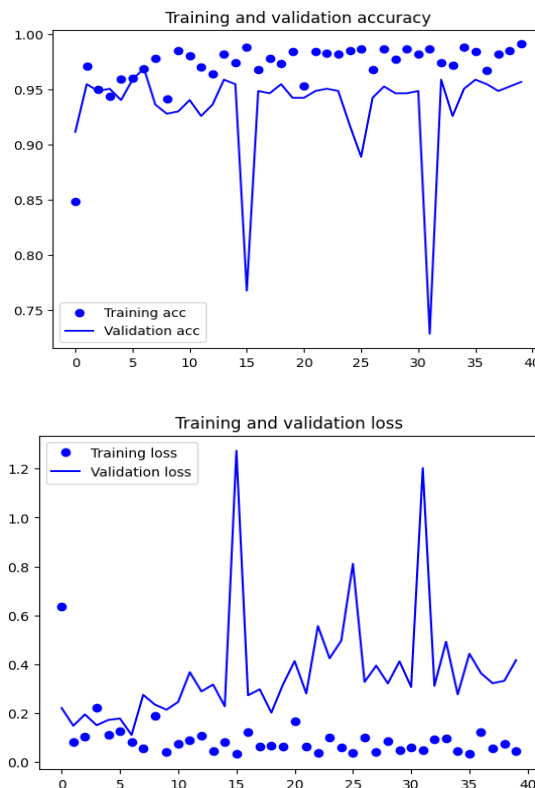 Training and validation accuracy
1.00
0.95
0.90
0.85
0.80
0.75
Training acc
Validation acc
0 5 10 15 20 25 30 35 40
Training and validation loss
Training loss
Validation loss
1.2
1.0
0.8
0.6
0.4
0.2
0.0
0 5 10 15 20 25 30 35 40